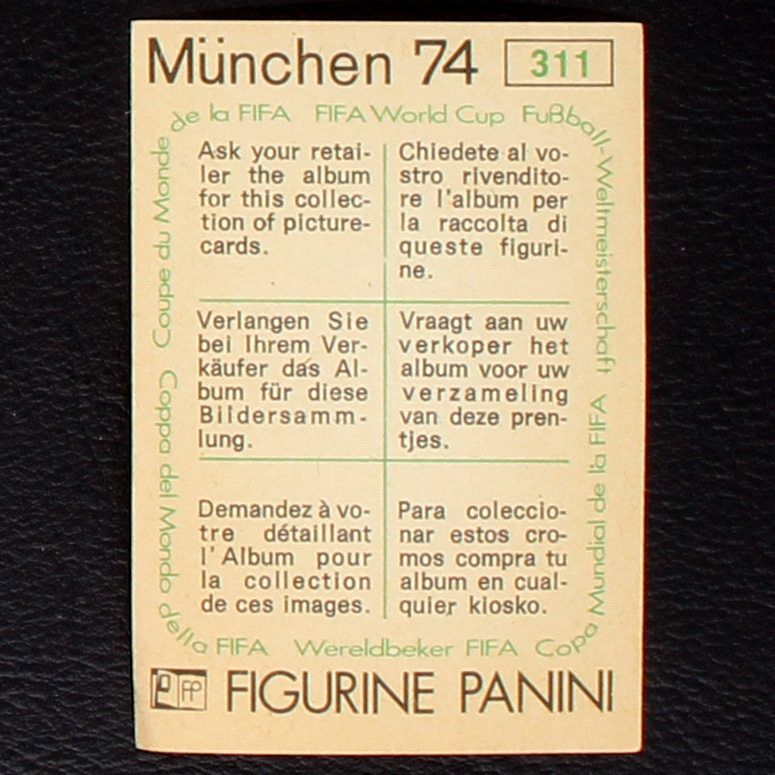 München 74
311
Coupe du Monde de la FIFA
FIFA World Cup
Fußball-Weltmeisterschaft
Ask your retai-
ler the album
for this collec-
tion of picture-
cards.
Chiedete al vo-
stro rivendito-
re l'album per
la raccolta di
queste figuri-
ne.
Verlangen Sie
bei Ihrem Ver-
käufer das Al-
bum für diese
Bildersamm-
lung.
Vraagt aan uw
verkoper het
album voor uw
verzameling
van deze pren-
tjes.
Demandez à vo-
tre détaillant
l'Album pour
la collection
de ces images.
Para coleccio-
nar estos cro-
mos compra tu
album en cual-
quier kiosko.
Coppa del Mondo della FIFA
Wereldbeker FIFA
Copa Mundial de la FIFA
FP FIGURINE PANINI